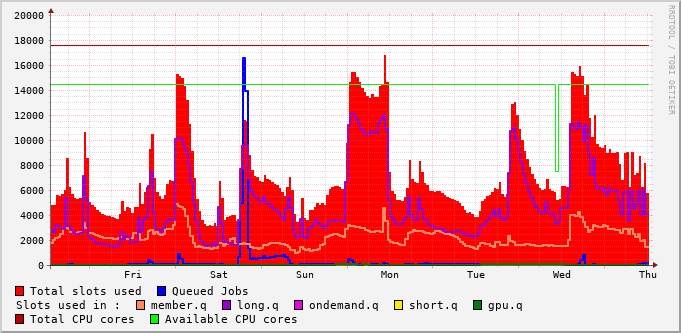 20000
18000
16000
14000
12000
10000
8000
6000
4000
2000
0
Fri Sat Sun Mon Tue Wed Thu
RRDTOOL / TOBI OETIKER
Total slots used Queued Jobs
Slots used in : member.q long.q ondemand.q short.q gpu.q
Total CPU cores Available CPU cores